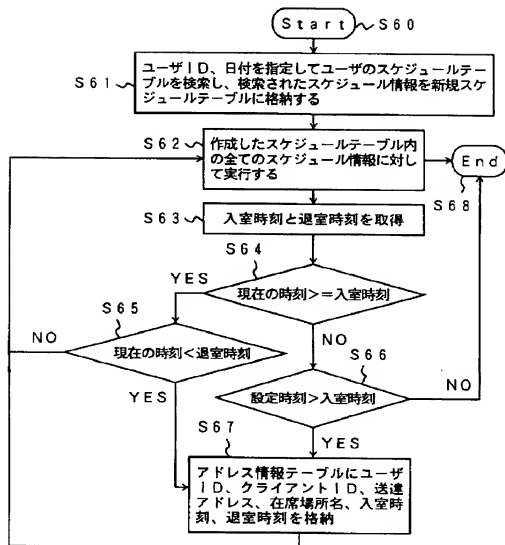 Start
S60
ユーザID、日付を指定してユーザのスケジュールテー
ブルを検索し、検索されたスケジュール情報を新規ス
ケジュールテーブルに格納する
S61
S62
作成したスケジュールテーブル内
の全てのスケジュール情報に対して
実行する
End
S68
S63
入室時刻と退室時刻を取得
S64
YES
現在の時刻>=入室時刻
S65
NO
現在の時刻<退室時刻
NO
S66
YES
設定時刻>入室時刻
NO
S67
YES
アドレス情報テーブルにユーザ
ID、クライアントID、送達
アドレス、在席場所名、入室時
刻、退室時刻を格納